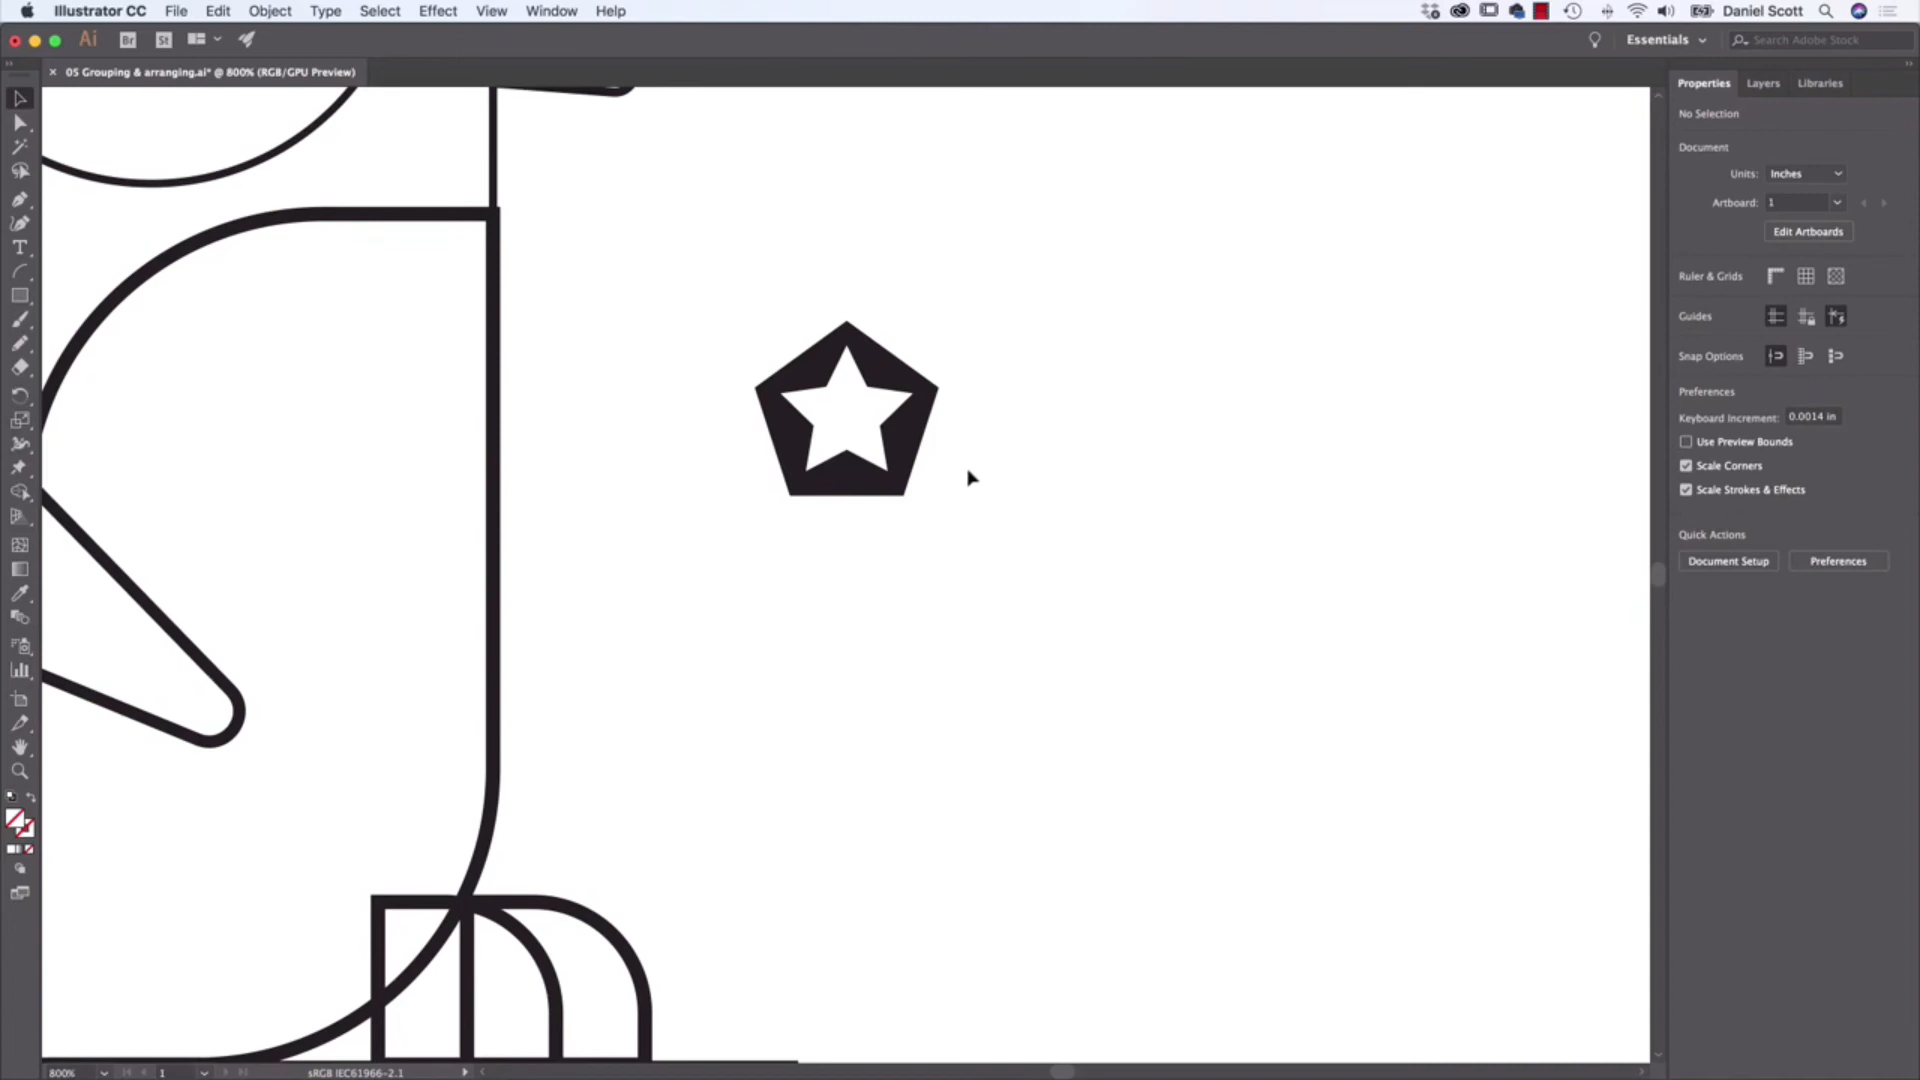 Illustrator CC File Edit Object Type Select Effect View Window Help Daniel Scott
Ai Br St Essentials Search Adobe Stock
05 Grouping & arranging.ai* @ 800% (RGB/GPU Preview)
Properties Layers Libraries
No Selection
Document
Units: Inches
Artboard: 1
Edit Artboards
Ruler & Grids
Guides
Snap Options
Preferences
Keyboard Increment: 0.0014 in
Use Preview Bounds
Scale Corners
Scale Strokes & Effects
Quick Actions
Document Setup Preferences
800% 1 sRGB IEC61966-2.1